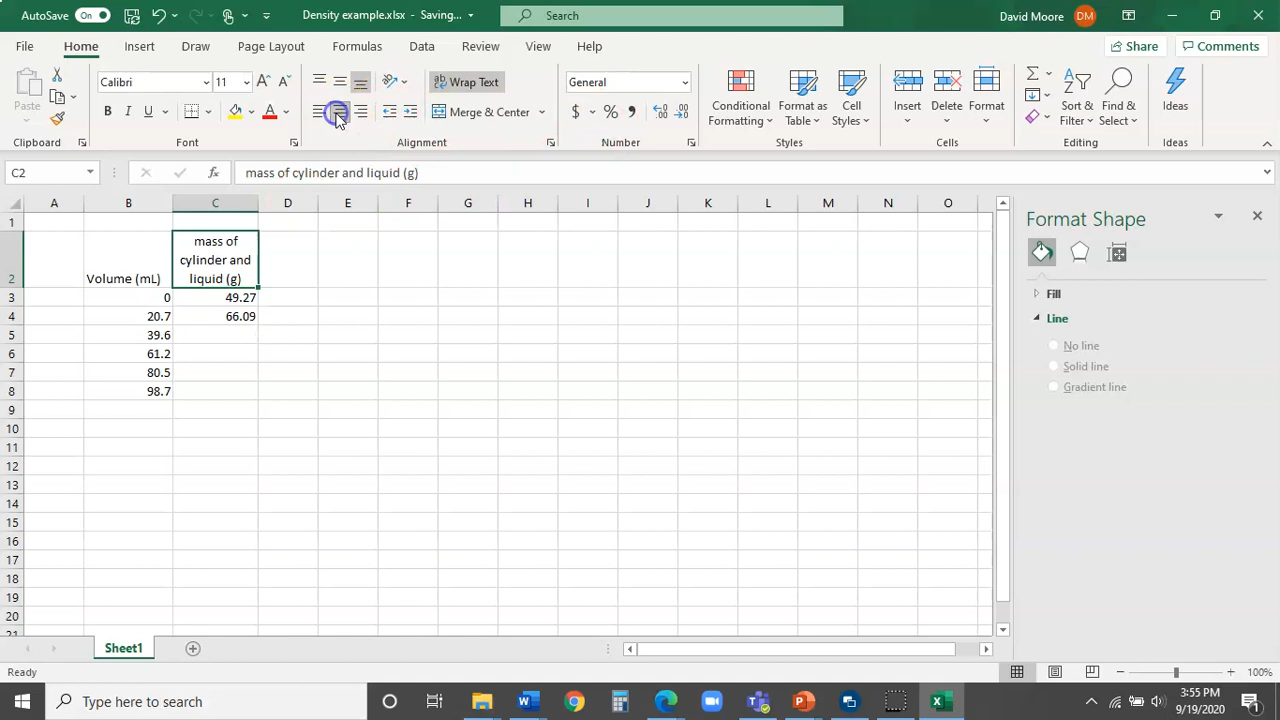 AutoSave On Density example.xlsx - Saving... Search David Moore DM
File Home Insert Draw Page Layout Formulas Data Review View Help Share Comments
Paste Calibri 11 ab Wrap Text General Conditional Formatting Format as Table Cell Styles Insert Delete Format Sort & Filter Find & Select Ideas
B I U A Merge & Center $ % 9
Clipboard Font Alignment Number Styles Cells Editing Ideas
C2 fx mass of cylinder and liquid (g)
A B C D E F G H I J K L M N O
1
2 Volume (mL) mass of cylinder and liquid (g)
3 0 49.27
4 20.7 66.09
5 39.6
6 61.2
7 80.5
8 98.7
9
10
11
12
13
14
15
16
17
18
19
20
21
Format Shape
Fill
Line
No line
Solid line
Gradient line
Sheet1
Ready 100%
Type here to search 3:55 PM
9/19/2020 1